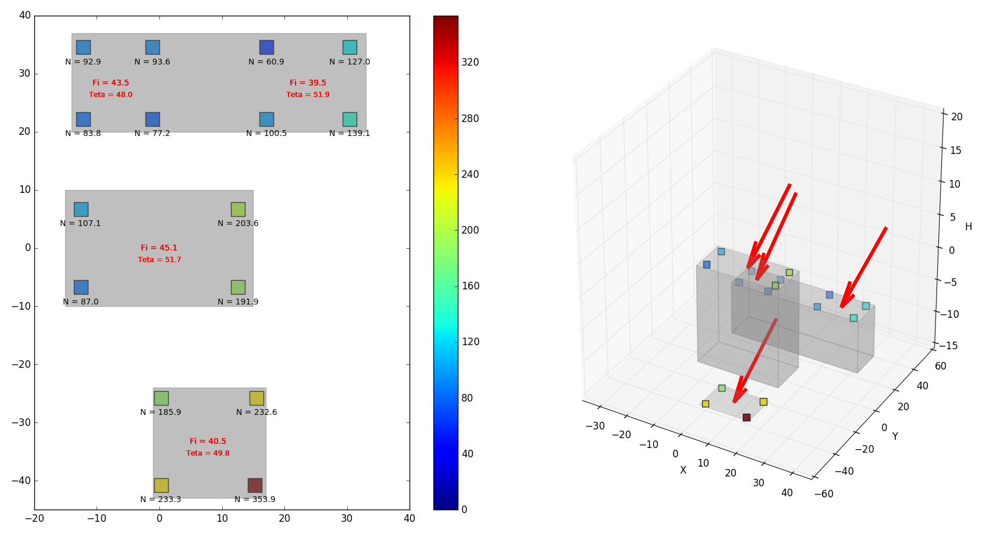 40
30
20
10
0
−10
−20
−30
−40
−20
−10
0
10
20
30
40
N = 92.9
N = 93.6
N = 60.9
N = 127.0
Fi = 43.5
Teta = 48.0
Fi = 39.5
Teta = 51.9
N = 83.8
N = 77.2
N = 100.5
N = 139.1
N = 107.1
N = 203.6
Fi = 45.1
Teta = 51.7
N = 87.0
N = 191.9
N = 185.9
N = 232.6
Fi = 40.5
Teta = 49.8
N = 233.3
N = 353.9
320
280
240
200
160
120
80
40
0
20
15
10
5
0
−5
−10
−15
H
60
40
20
0
−20
−40
−60
Y
−30
−20
−10
0
10
20
30
40
X